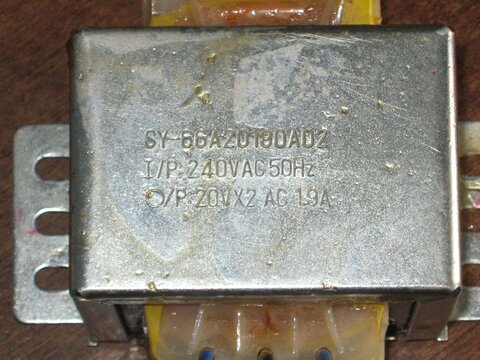 SY-66A20190A02
I/P: 240VAC50Hz
O/P: 20VX2 AC 1.9A